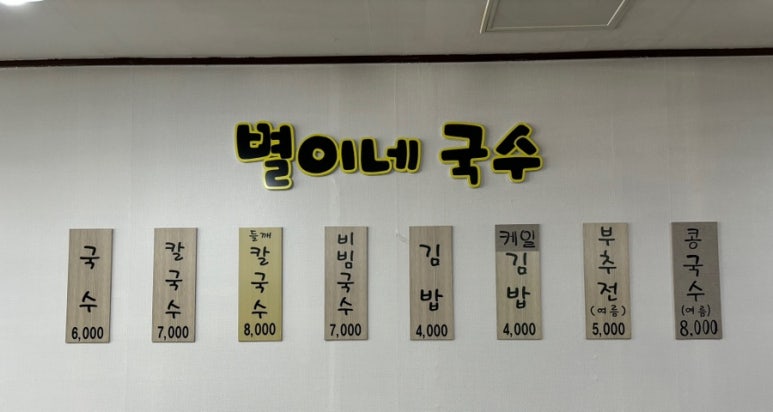 별이네 국수
국수
6,000
칼국수
7,000
들깨
칼국수
8,000
비빔국수
7,000
김밥
4,000
케일
김밥
4,000
부추전
(여름)
5,000
콩국수
(여름)
8,000